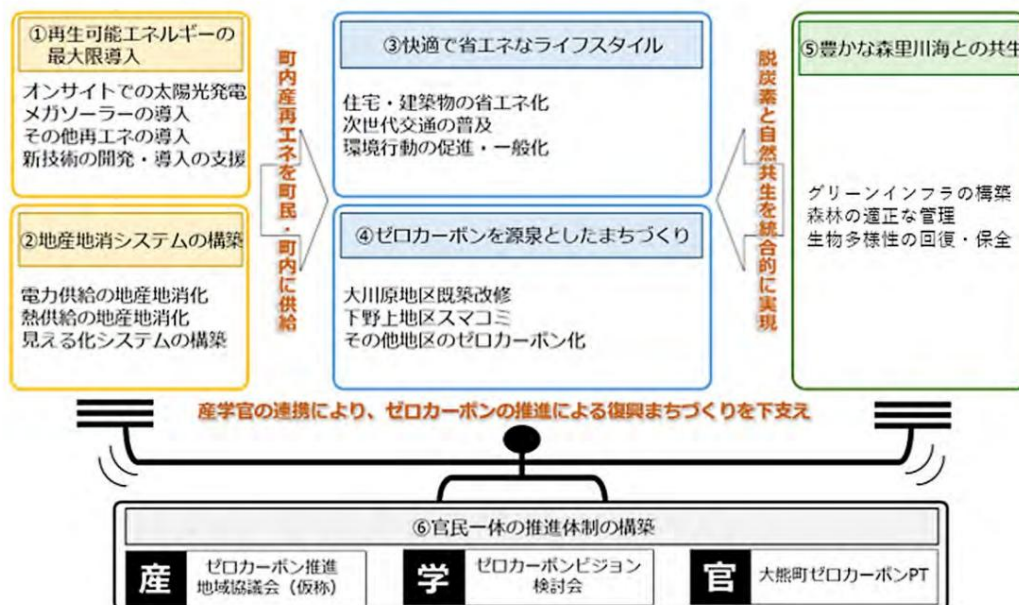 ①再生可能エネルギーの
最大限導入
オンサイトでの太陽光発電
メガソーラーの導入
その他再エネの導入
新技術の開発・導入の支援
②地産地消システムの構築
電力供給の地産地消化
熱供給の地産地消化
見える化システムの構築
町内産再エネを町民・町内に供給
③快適で省エネなライフスタイル
住宅・建築物の省エネ化
次世代交通の普及
環境行動の促進・一般化
④ゼロカーボンを源泉としたまちづくり
大川原地区既築改修
下野上地区スマコミ
その他地区のゼロカーボン化
脱炭素と自然共生を統合的に実現
⑤豊かな森里川海との共生
グリーンインフラの構築
森林の適正な管理
生物多様性の回復・保全
産学官の連携により、ゼロカーボンの推進による復興まちづくりを下支え
⑥官民一体の推進体制の構築
産
ゼロカーボン推進
地域協議会（仮称）
学
ゼロカーボンビジョン
検討会
官
大熊町ゼロカーボンPT